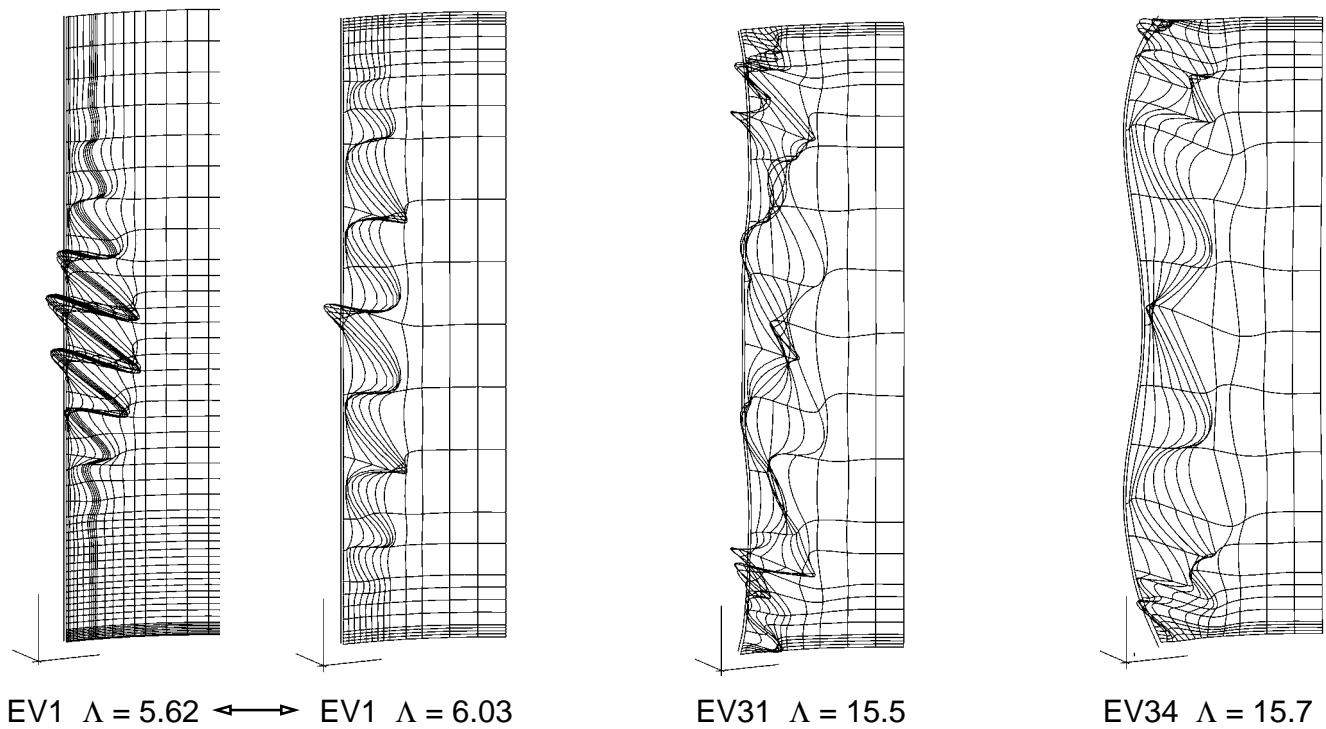 EV1 Λ = 5.62 ⟷ EV1 Λ = 6.03 EV31 Λ = 15.5 EV34 Λ = 15.7